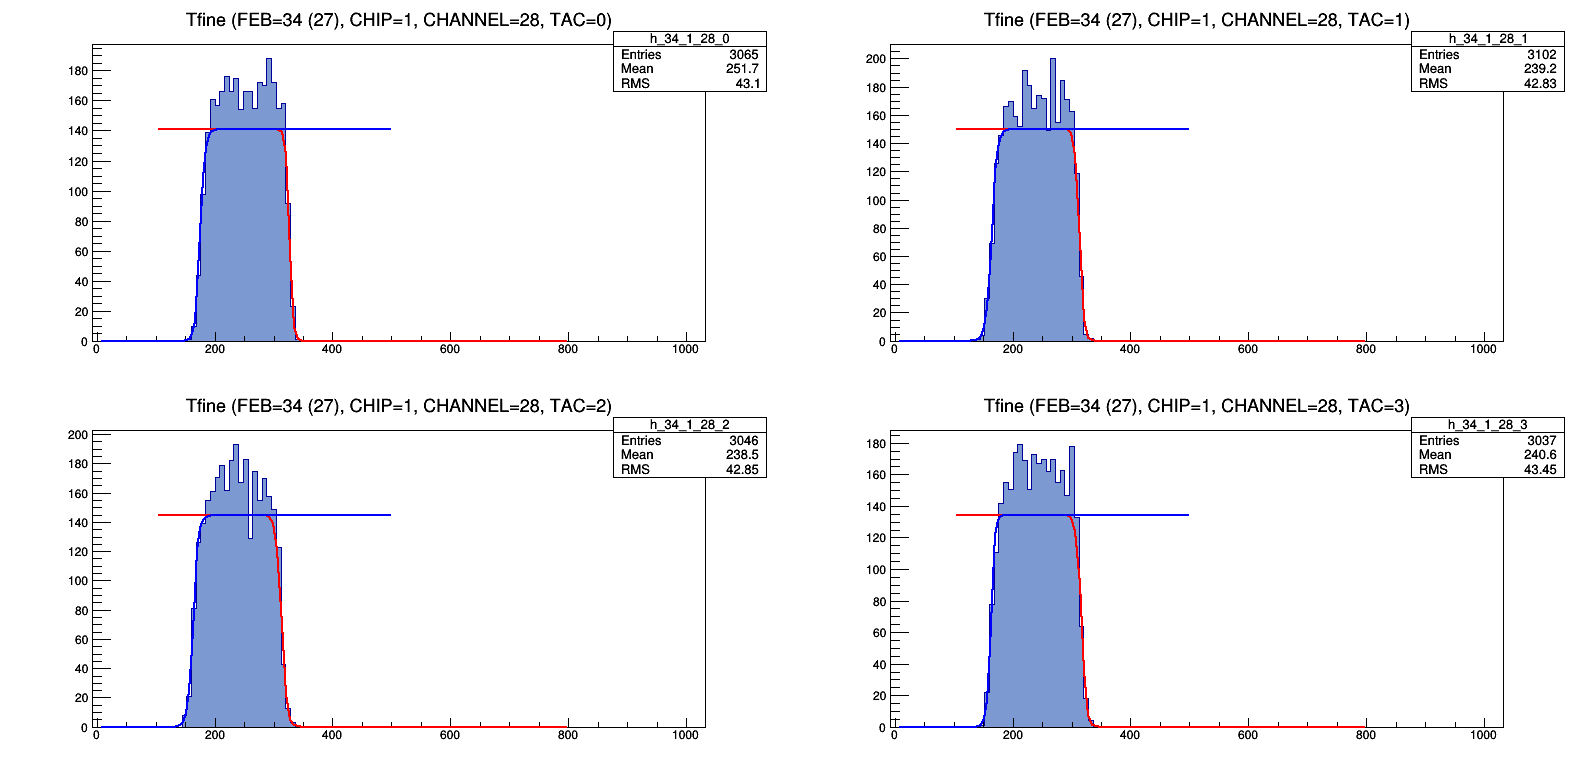 Tfine (FEB=34 (27), CHIP=1, CHANNEL=28, TAC=0)
h_34_1_28_0
Entries 3065
Mean 251.7
RMS 43.1
180
160
140
120
100
80
60
40
20
0
0 200 400 600 800 1000
Tfine (FEB=34 (27), CHIP=1, CHANNEL=28, TAC=1)
h_34_1_28_1
Entries 3102
Mean 239.2
RMS 42.83
200
180
160
140
120
100
80
60
40
20
0
0 200 400 600 800 1000
Tfine (FEB=34 (27), CHIP=1, CHANNEL=28, TAC=2)
h_34_1_28_2
Entries 3046
Mean 238.5
RMS 42.85
200
180
160
140
120
100
80
60
40
20
0
0 200 400 600 800 1000
Tfine (FEB=34 (27), CHIP=1, CHANNEL=28, TAC=3)
h_34_1_28_3
Entries 3037
Mean 240.6
RMS 43.45
180
160
140
120
100
80
60
40
20
0
0 200 400 600 800 1000